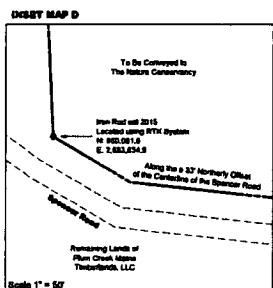 INSET MAP D
To Be Conveyed to
The Nature Conservancy
Iron Rod set 2015
Located using RTK System
Along the a 33' Northerly Offset
of the Centerline of the Spencer Road
Spencer Road
Remaining Lands of
Plum Creek Maine
Timberlands, LLC
Scale 1" = 50'